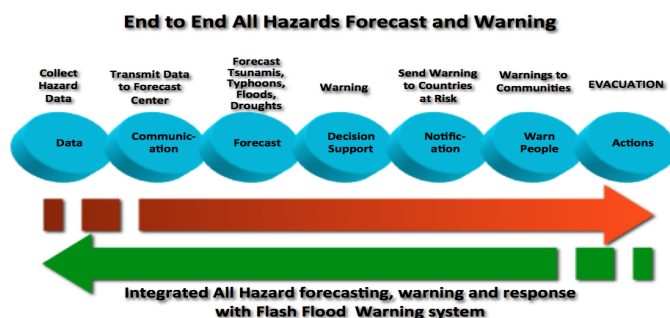 End to End All Hazards Forecast and Warning
Collect
Hazard
Data
Transmit Data
to Forecast
Center
Forecast
Tsunamis,
Typhoons,
Floods,
Droughts
Warning
Send Warning
to Countries
at Risk
Warnings to
Communities
EVACUATION
Data
Communic-
ation
Forecast
Decision
Support
Notific-
ation
Warn
People
Actions
Integrated All Hazard forecasting, warning and response
with Flash Flood Warning system